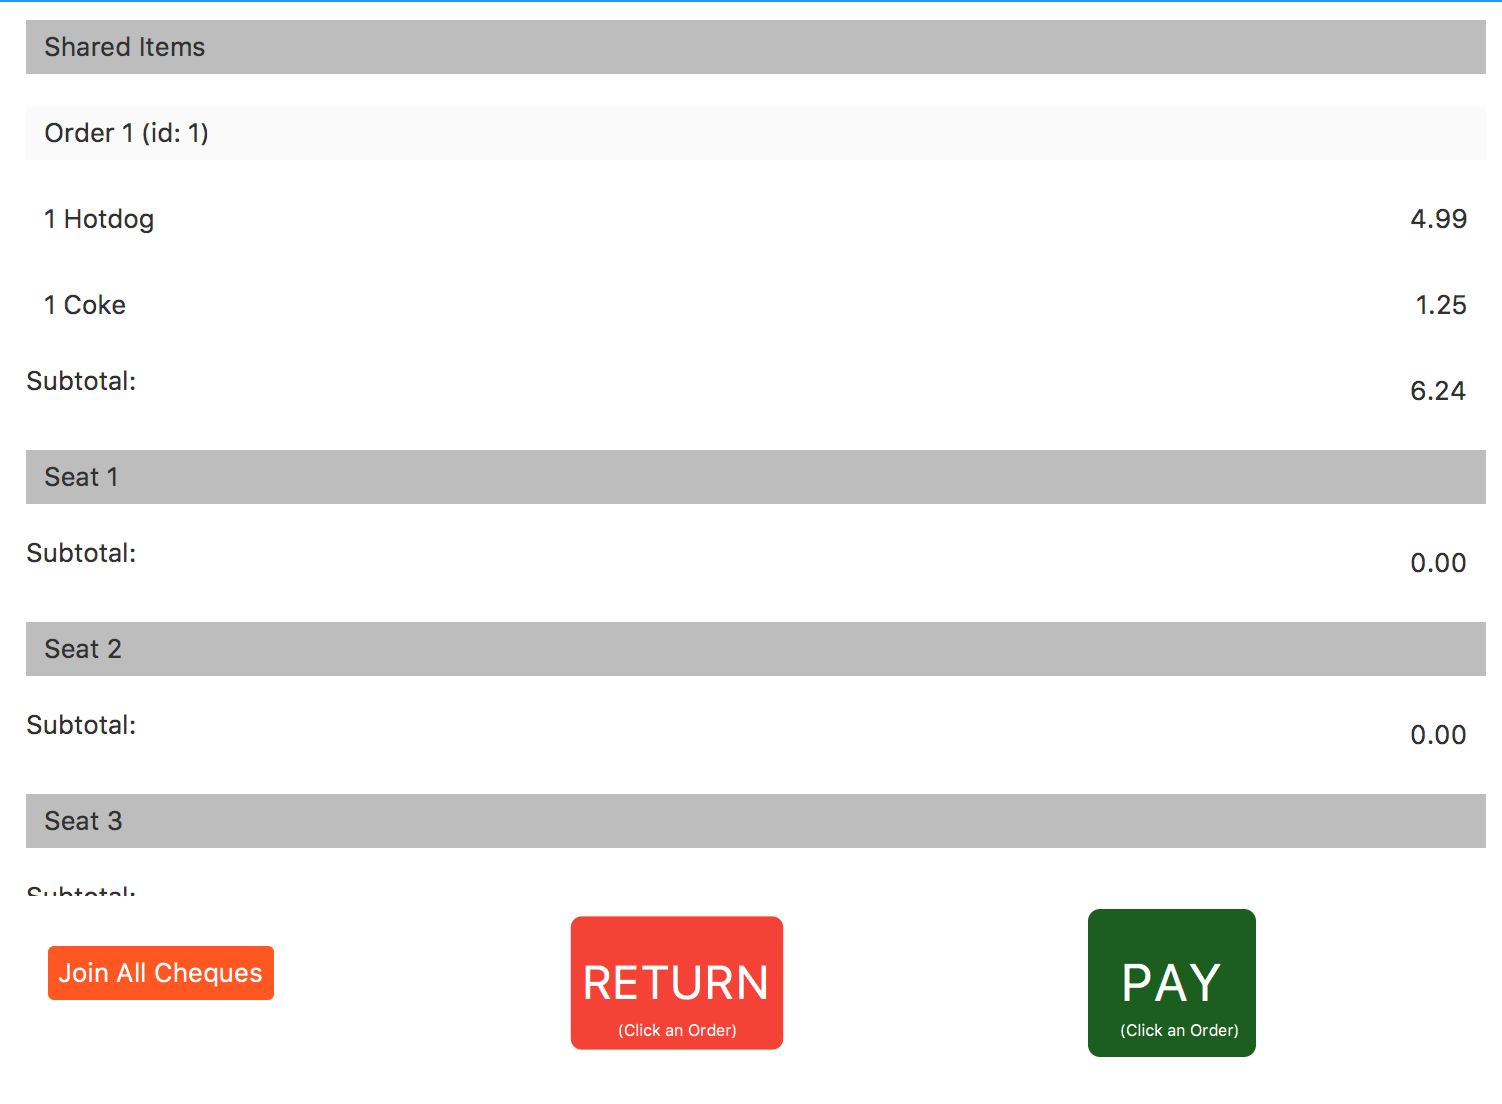 Shared Items
Order 1 (id: 1)
1 Hotdog 4.99
1 Coke 1.25
Subtotal: 6.24
Seat 1
Subtotal: 0.00
Seat 2
Subtotal: 0.00
Seat 3
Subtotal:
Join All Cheques
RETURN
(Click an Order)
PAY
(Click an Order)